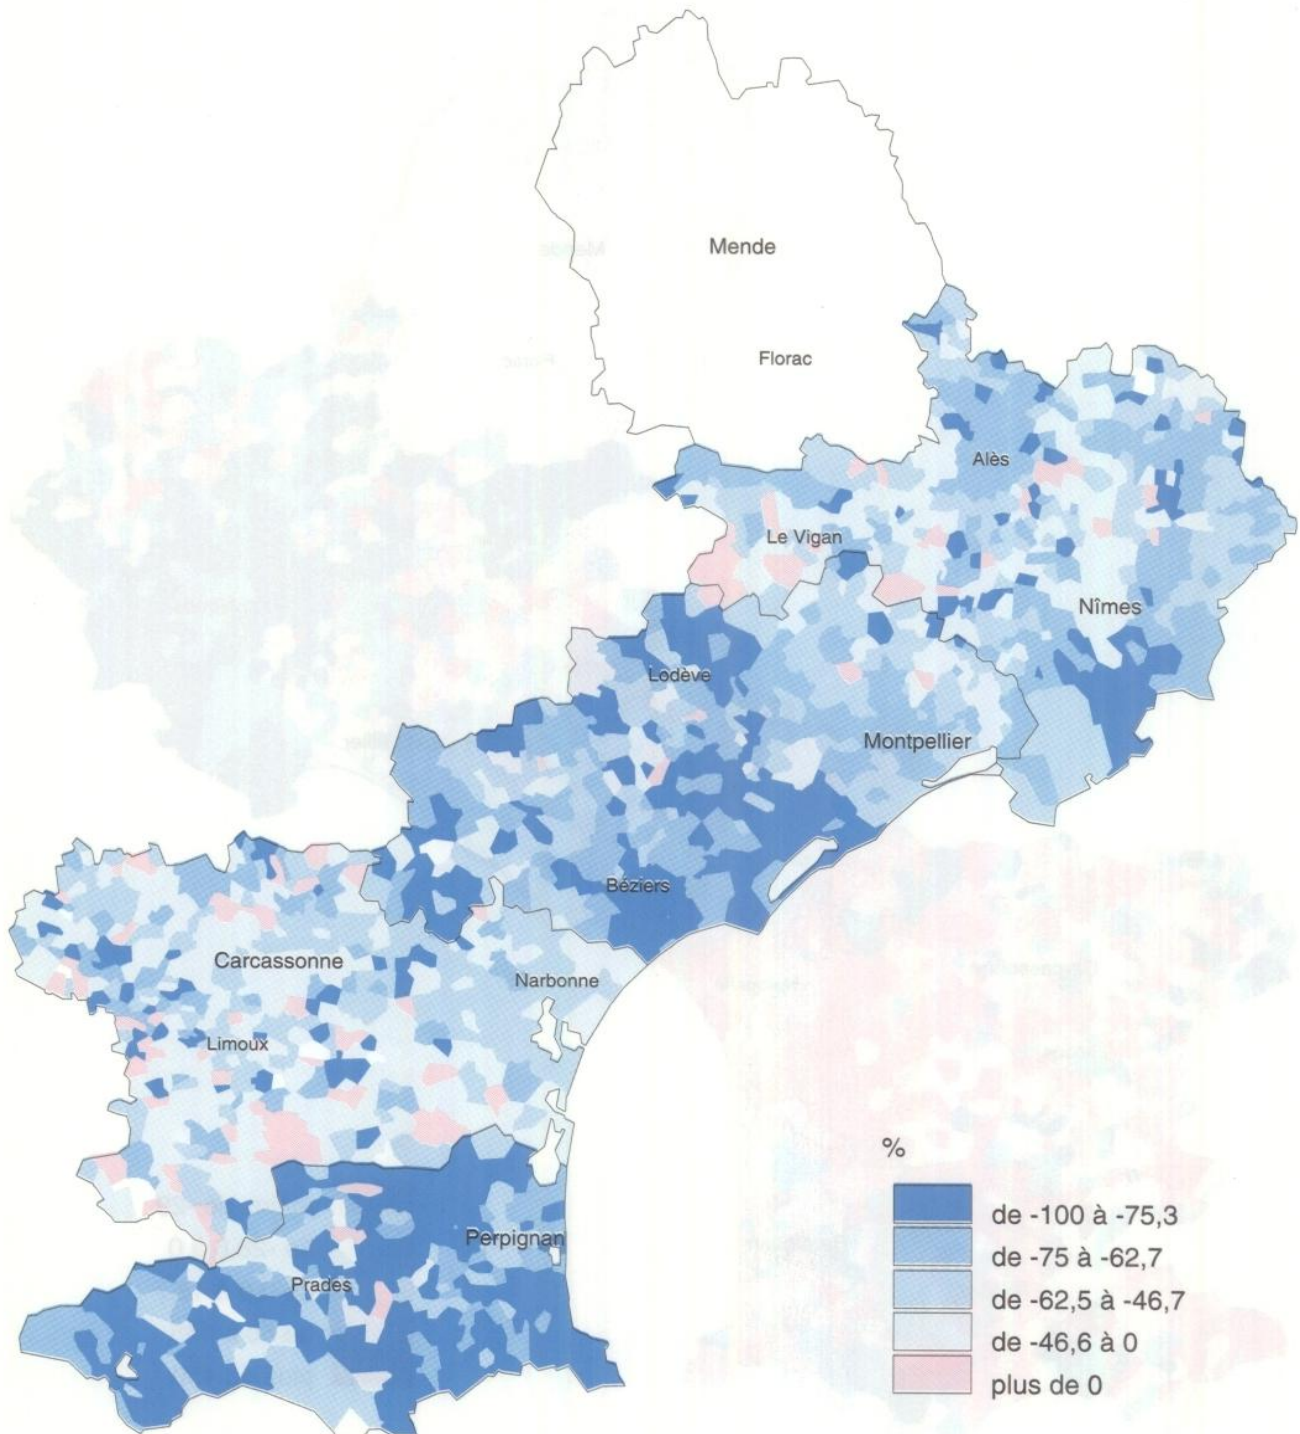 Mende
Florac
Alès
Le Vigan
Nîmes
Lodève
Montpellier
Béziers
Carcassonne
Narbonne
Limoux
%
de -100 à -75,3
de -75 à -62,7
Perpignan
Prades
de -62,5 à -46,7
de -46,6 à 0
plus de 0